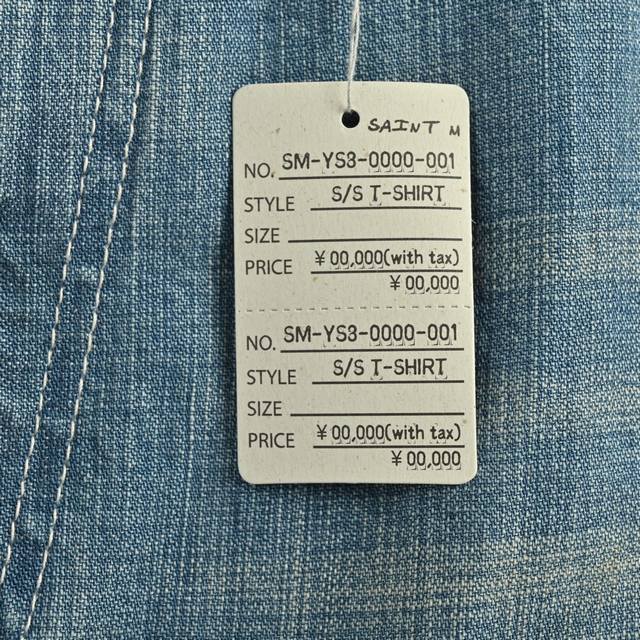 SAINT M
NO. SM-YS3-0000-001
STYLE S/S T-SHIRT
SIZE
PRICE ¥00,000(with tax)
¥00,000
NO. SM-YS3-0000-001
STYLE S/S T-SHIRT
SIZE
PRICE ¥00,000(with tax)
¥00,000